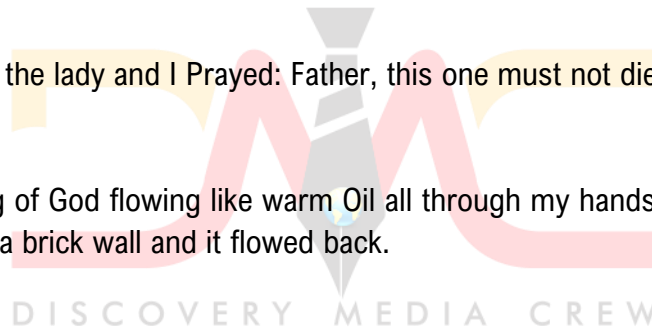 the lady and I Prayed: Father, this one must not die
g of God flowing like warm Oil all through my hands
a brick wall and it flowed back.
DMC
DISCOVERY MEDIA CREW